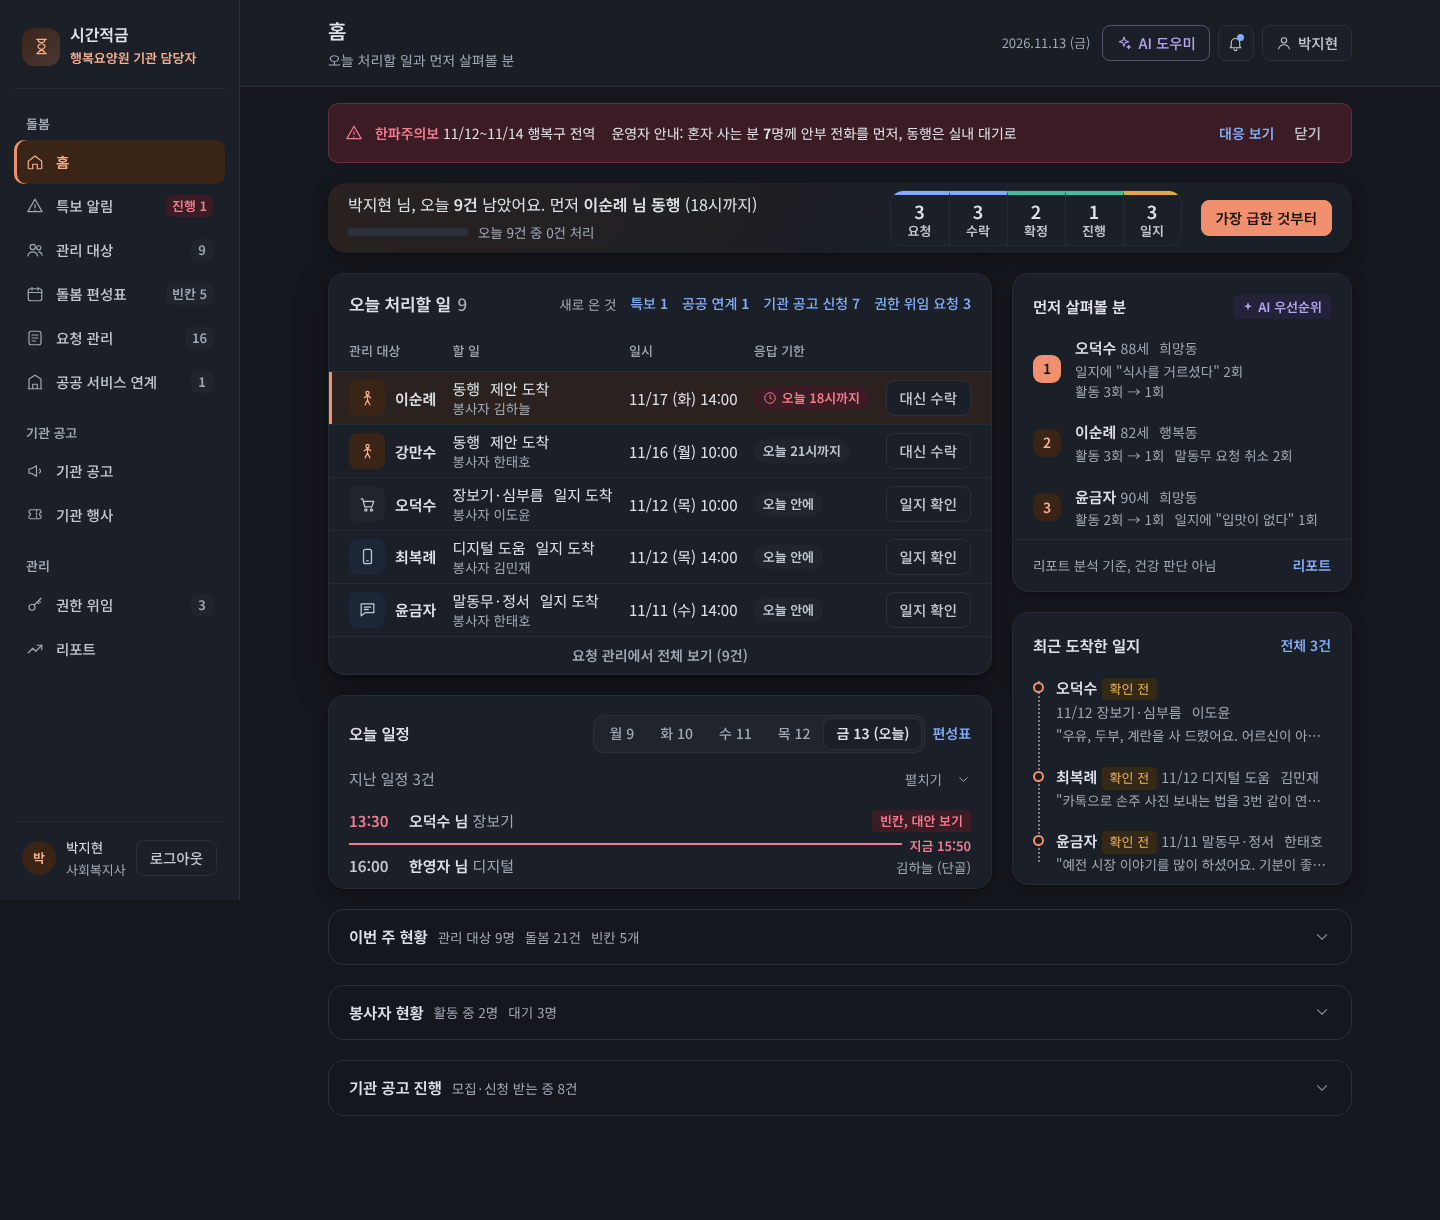 시간적금
행복요양원 기관 담당자
돌봄
홈
특보 알림 진행 1
관리 대상 9
돌봄 편성표 빈칸 5
요청 관리 16
공공 서비스 연계 1
기관 공고
기관 공고
기관 행사
관리
권한 위임 3
리포트
박 박지현
사회복지사
로그아웃
홈
오늘 처리할 일과 먼저 살펴볼 분
2026.11.13 (금) AI 도우미 박지현
한파주의보 11/12~11/14 행복구 전역 운영자 안내: 혼자 사는 분 7명께 안부 전화를 먼저, 동행은 실내 대기로 대응 보기 닫기
박지현 님, 오늘 9건 남았어요. 먼저 이순례 님 동행 (18시까지)
오늘 9건 중 0건 처리
3 3 2 1 3
요청 수락 확정 진행 일지
가장 급한 것부터
오늘 처리할 일 9 새로 온 것 특보 1 공공 연계 1 기관 공고 신청 7 권한 위임 요청 3
관리 대상 할 일 일시 응답 기한
이순례 동행 제안 도착 11/17 (화) 14:00 오늘 18시까지 대신 수락
봉사자 김하늘
강만수 동행 제안 도착 11/16 (월) 10:00 오늘 21시까지 대신 수락
봉사자 한태호
오덕수 장보기·심부름 일지 도착 11/12 (목) 10:00 오늘 안에 일지 확인
봉사자 이도윤
최복례 디지털 도움 일지 도착 11/12 (목) 14:00 오늘 안에 일지 확인
봉사자 김민재
윤금자 말동무·정서 일지 도착 11/11 (수) 14:00 오늘 안에 일지 확인
봉사자 한태호
요청 관리에서 전체 보기 (9건)
먼저 살펴볼 분 AI 우선순위
1 오덕수 88세 희망동
일지에 "식사를 거르셨다" 2회
활동 3회 → 1회
2 이순례 82세 행복동
활동 3회 → 1회 말동무 요청 취소 2회
3 윤금자 90세 희망동
활동 2회 → 1회 일지에 "입맛이 없다" 1회
리포트 분석 기준, 건강 판단 아님 리포트
오늘 일정 월 9 화 10 수 11 목 12 금 13 (오늘) 편성표
지난 일정 3건 펼치기
13:30 오덕수 님 장보기 빈칸, 대안 보기
지금 15:50
16:00 한영자 님 디지털 김하늘 (단골)
최근 도착한 일지 전체 3건
오덕수 확인 전
11/12 장보기·심부름 이도윤
"우유, 두부, 계란을 사 드렸어요. 어르신이 아…
최복례 확인 전 11/12 디지털 도움 김민재
"카톡으로 손주 사진 보내는 법을 3번 같이 연…
윤금자 확인 전 11/11 말동무·정서 한태호
"예전 시장 이야기를 많이 하셨어요. 기분이 좋…
이번 주 현황 관리 대상 9명 돌봄 21건 빈칸 5개
봉사자 현황 활동 중 2명 대기 3명
기관 공고 진행 모집·신청 받는 중 8건